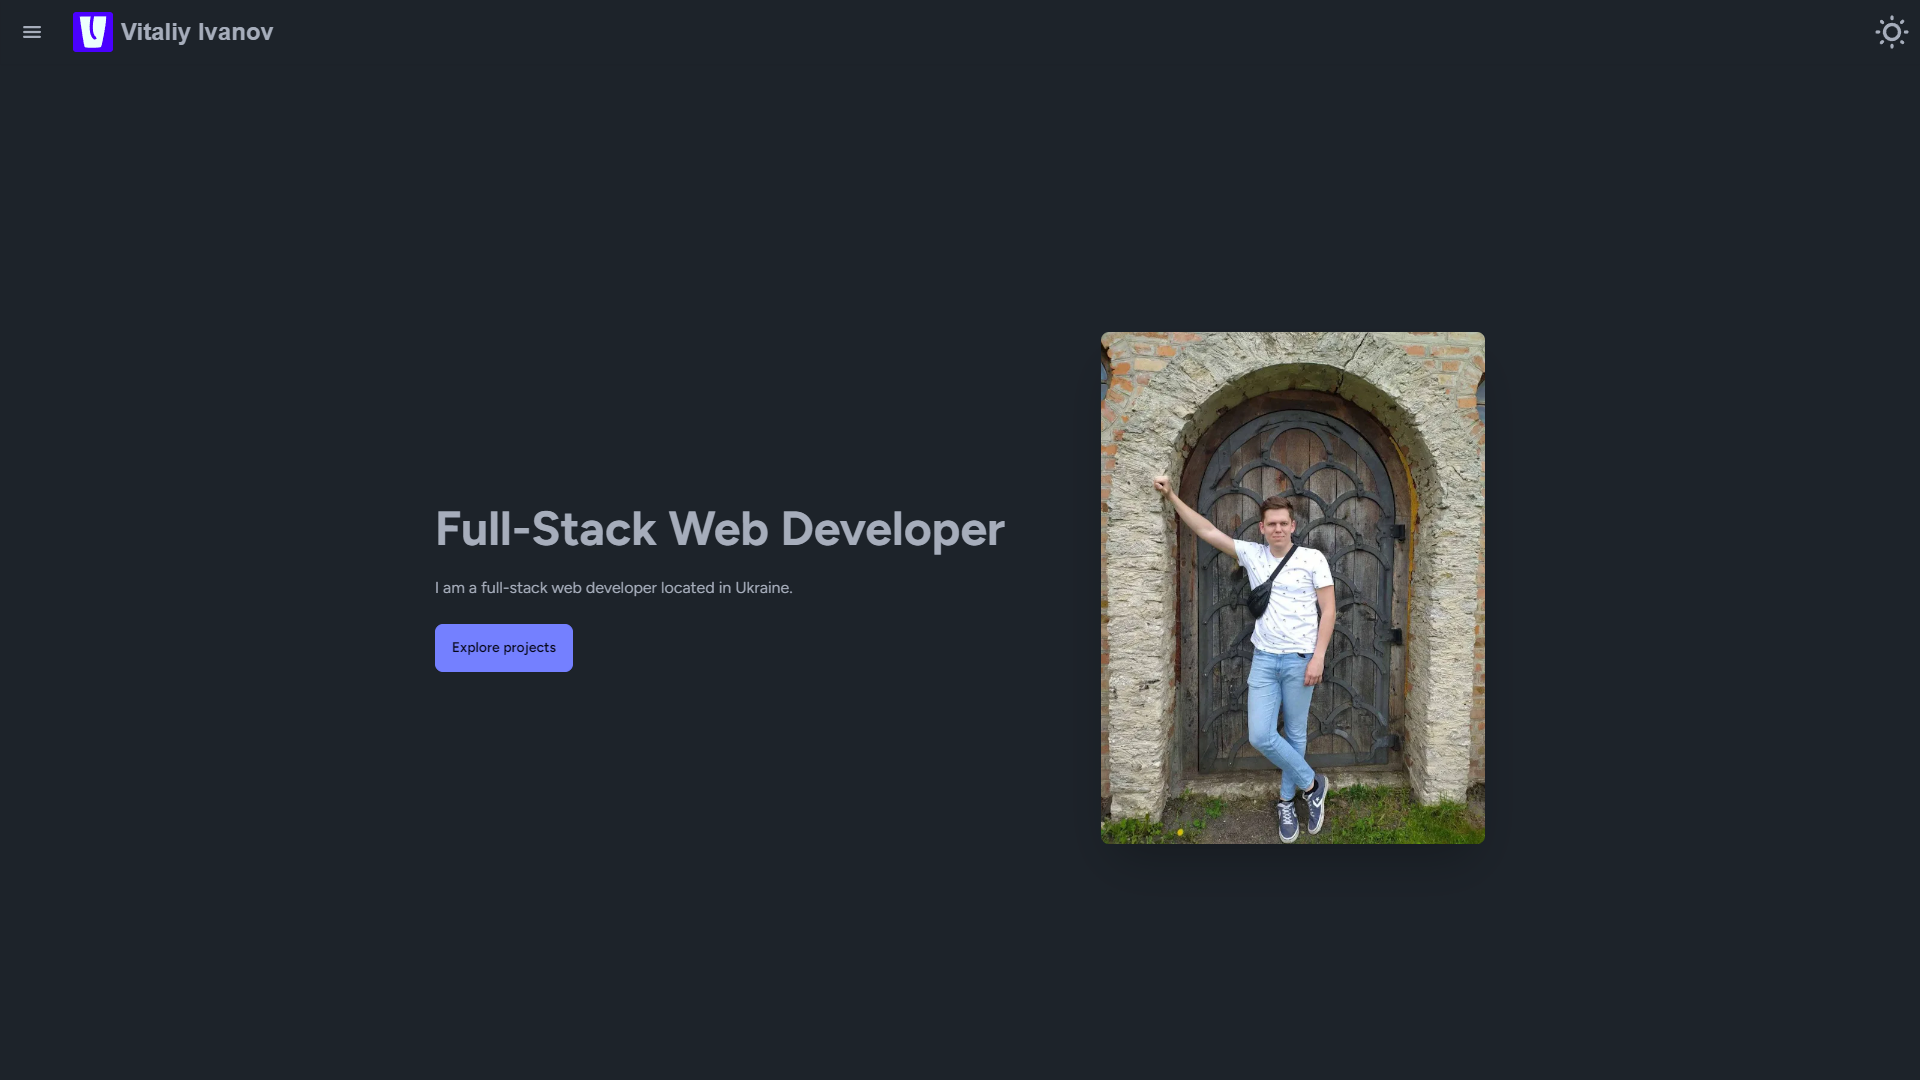 Vitaliy Ivanov
Full-Stack Web Developer
I am a full-stack web developer located in Ukraine.
Explore projects